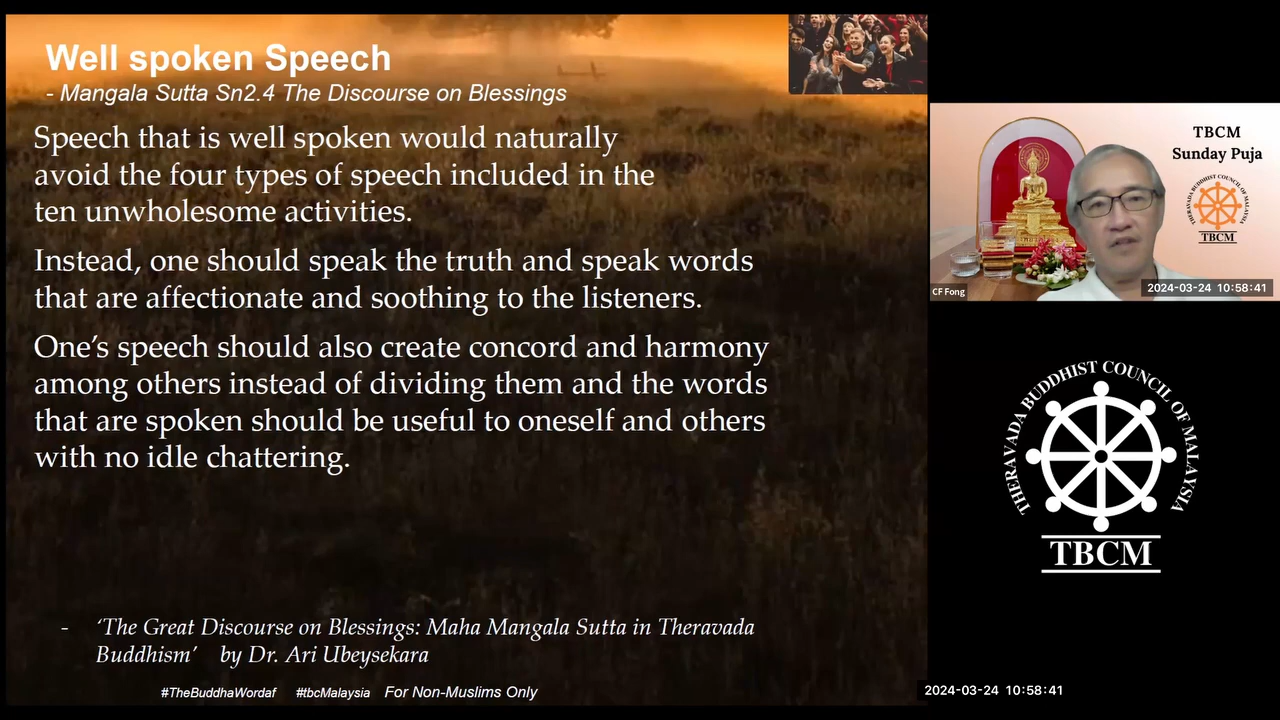 Well spoken Speech
- Mangala Sutta Sn2.4 The Discourse on Blessings
Speech that is well spoken would naturally
avoid the four types of speech included in the
ten unwholesome activities.
Instead, one should speak the truth and speak words
that are affectionate and soothing to the listeners.
One’s speech should also create concord and harmony
among others instead of dividing them and the words
that are spoken should be useful to oneself and others
with no idle chattering.
- ‘The Great Discourse on Blessings: Maha Mangala Sutta in Theravada
Buddhism’ by Dr. Ari Ubeysekara
#TheBuddhaWordaf #tbcMalaysia For Non-Muslims Only
TBCM
Sunday Puja
THERAVADA BUDDHIST COUNCIL OF MALAYSIA
TBCM
CF Fong
2024-03-24 10:58:41
THERAVADA BUDDHIST COUNCIL OF MALAYSIA
TBCM
2024-03-24 10:58:41